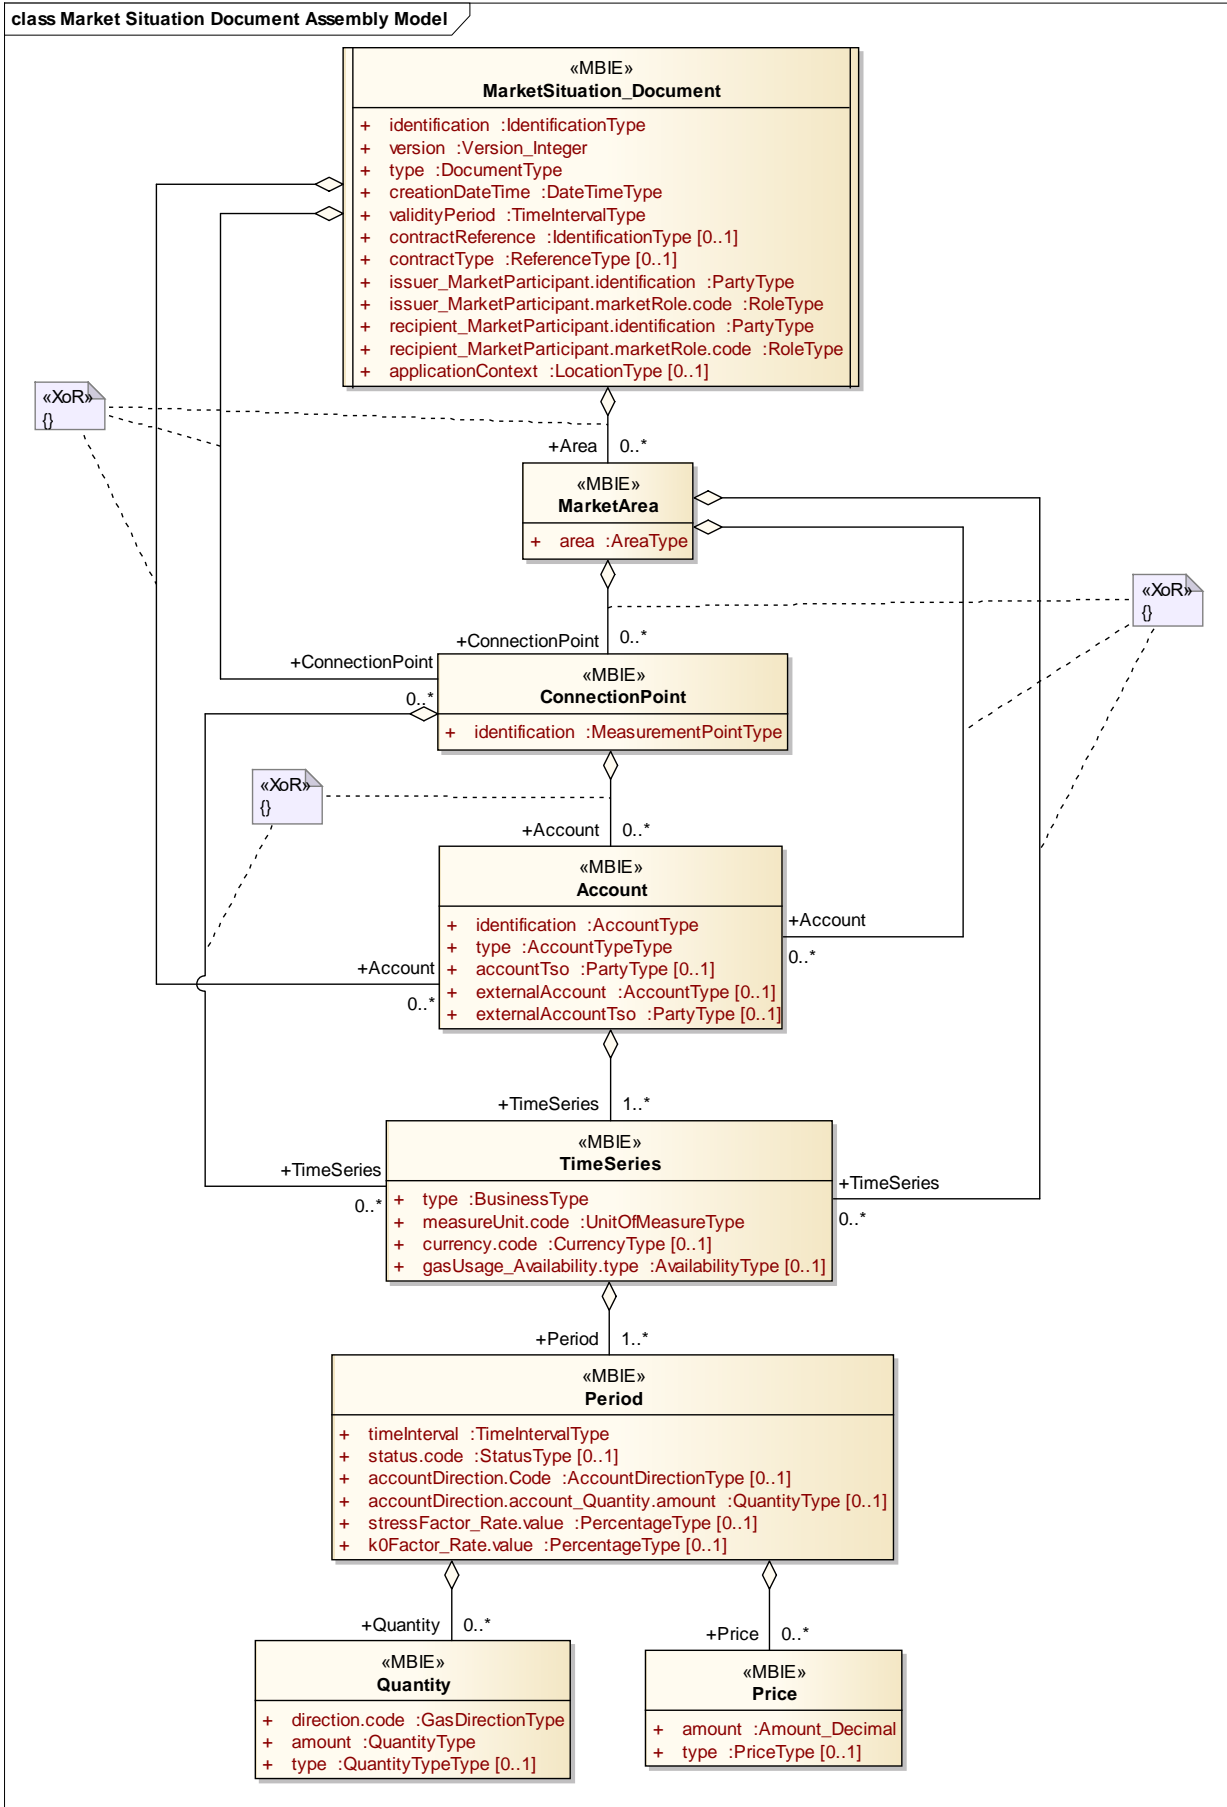 class Market Situation Document Assembly Model
«MBIE»
MarketSituation_Document
+ identification :IdentificationType
+ version :Version_Integer
+ type :DocumentType
+ creationDateTime :DateTimeType
+ validityPeriod :TimeIntervalType
+ contractReference :IdentificationType [0..1]
+ contractType :ReferenceType [0..1]
+ issuer_MarketParticipant.identification :PartyType
+ issuer_MarketParticipant.marketRole.code :RoleType
+ recipient_MarketParticipant.identification :PartyType
+ recipient_MarketParticipant.marketRole.code :RoleType
+ applicationContext :LocationType [0..1]
«XoR»
{}
+Area 0..*
«MBIE»
MarketArea
+ area :AreaType
«XoR»
{}
+ConnectionPoint 0..*
+ConnectionPoint
0..*
«MBIE»
ConnectionPoint
+ identification :MeasurementPointType
«XoR»
{}
+Account 0..*
«MBIE»
Account
+ identification :AccountType
+ type :AccountTypeType
+ accountTso :PartyType [0..1]
+ externalAccount :AccountType [0..1]
+ externalAccountTso :PartyType [0..1]
+Account
0..*
+Account
0..*
+TimeSeries 1..*
«MBIE»
TimeSeries
+ type :BusinessType
+ measureUnit.code :UnitOfMeasureType
+ currency.code :CurrencyType [0..1]
+ gasUsage_Availability.type :AvailabilityType [0..1]
+TimeSeries
0..*
+TimeSeries
0..*
+Period 1..*
«MBIE»
Period
+ timeInterval :TimeIntervalType
+ status.code :StatusType [0..1]
+ accountDirection.Code :AccountDirectionType [0..1]
+ accountDirection.account_Quantity.amount :QuantityType [0..1]
+ stressFactor_Rate.value :PercentageType [0..1]
+ k0Factor_Rate.value :PercentageType [0..1]
+Quantity 0..*
«MBIE»
Quantity
+ direction.code :GasDirectionType
+ amount :QuantityType
+ type :QuantityTypeType [0..1]
+Price 0..*
«MBIE»
Price
+ amount :Amount_Decimal
+ type :PriceType [0..1]